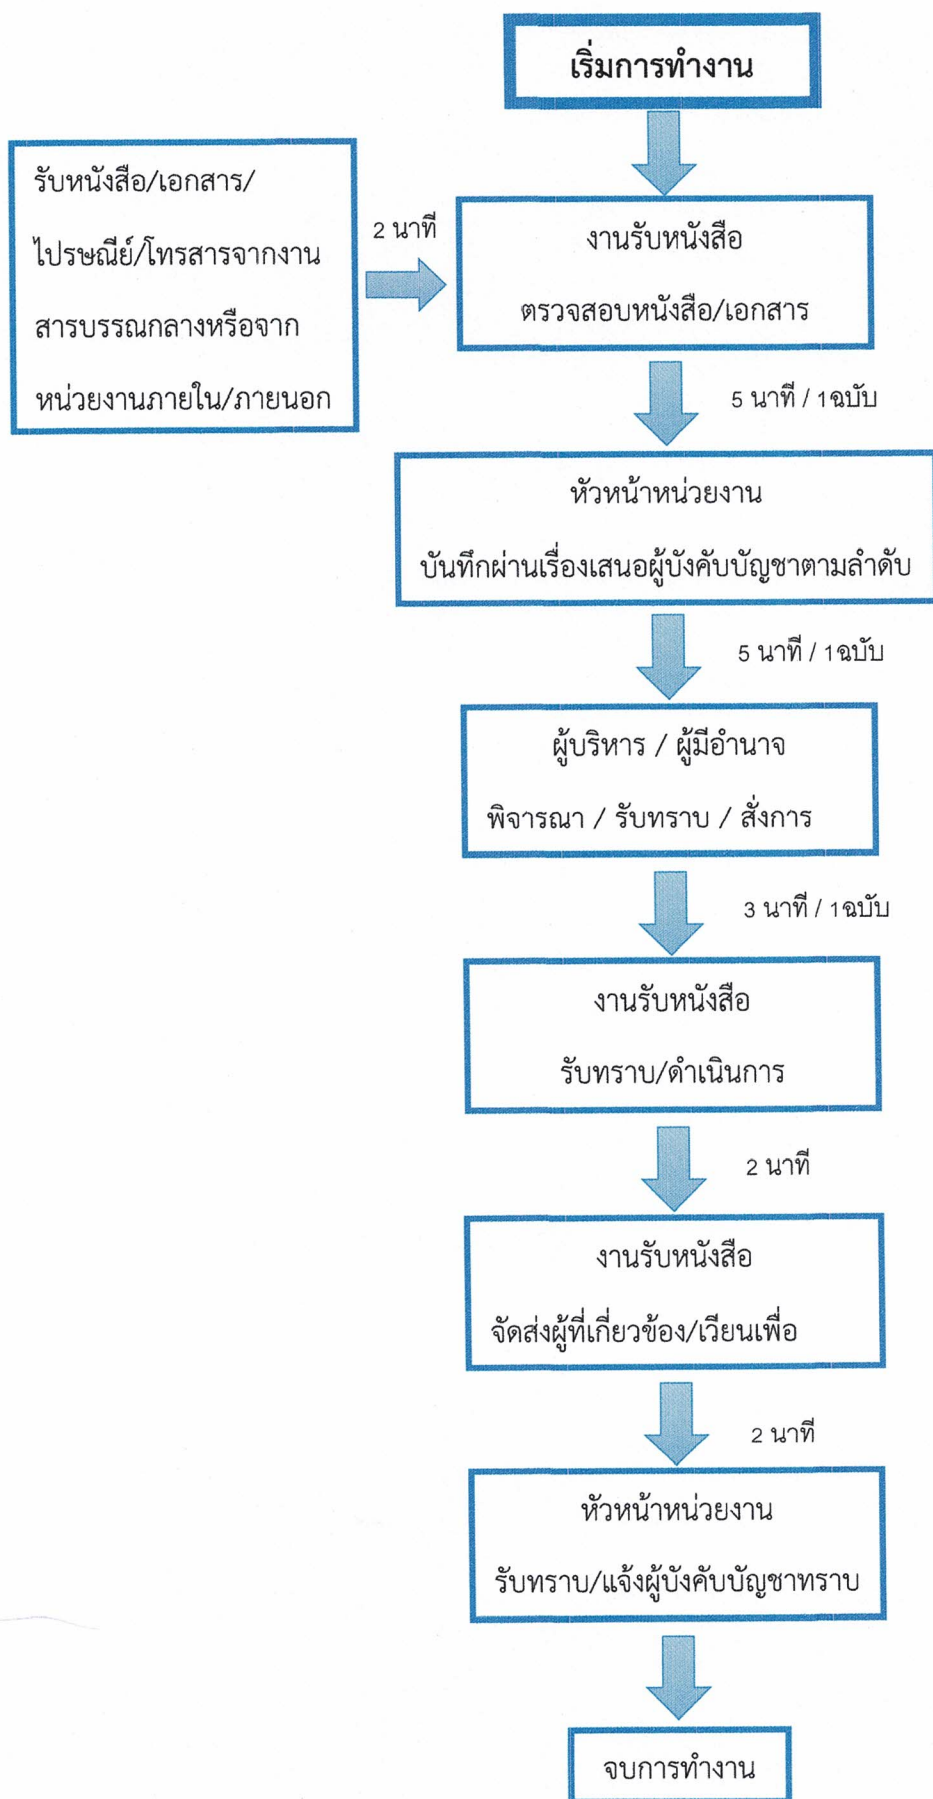 เริ่มการทำงาน
รับหนังสือ/เอกสาร/
ไปรษณีย์/โทรสารจากงาน
สารบรรณกลางหรือจาก
หน่วยงานภายใน/ภายนอก
2 นาที
งานรับหนังสือ
ตรวจสอบหนังสือ/เอกสาร
5 นาที / 1ฉบับ
หัวหน้าหน่วยงาน
บันทึกผ่านเรื่องเสนอผู้บังคับบัญชาตามลำดับ
5 นาที / 1ฉบับ
ผู้บริหาร / ผู้มีอำนาจ
พิจารณา / รับทราบ / สั่งการ
3 นาที / 1ฉบับ
งานรับหนังสือ
รับทราบ/ดำเนินการ
2 นาที
งานรับหนังสือ
จัดส่งผู้ที่เกี่ยวข้อง/เวียนเพื่อ
2 นาที
หัวหน้าหน่วยงาน
รับทราบ/แจ้งผู้บังคับบัญชาทราบ
จบการทำงาน